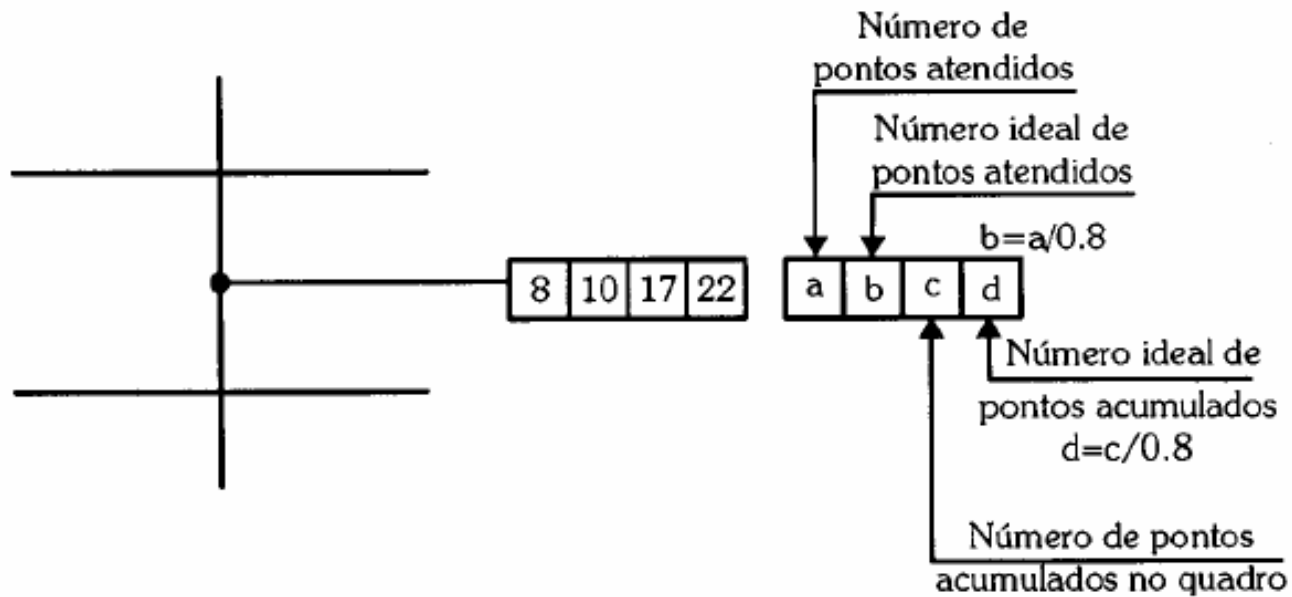 Número de
pontos atendidos
Número ideal de
pontos atendidos
b=a/0.8
8 10 17 22
a b c d
Número ideal de
pontos acumulados
d=c/0.8
Número de pontos
acumulados no quadro